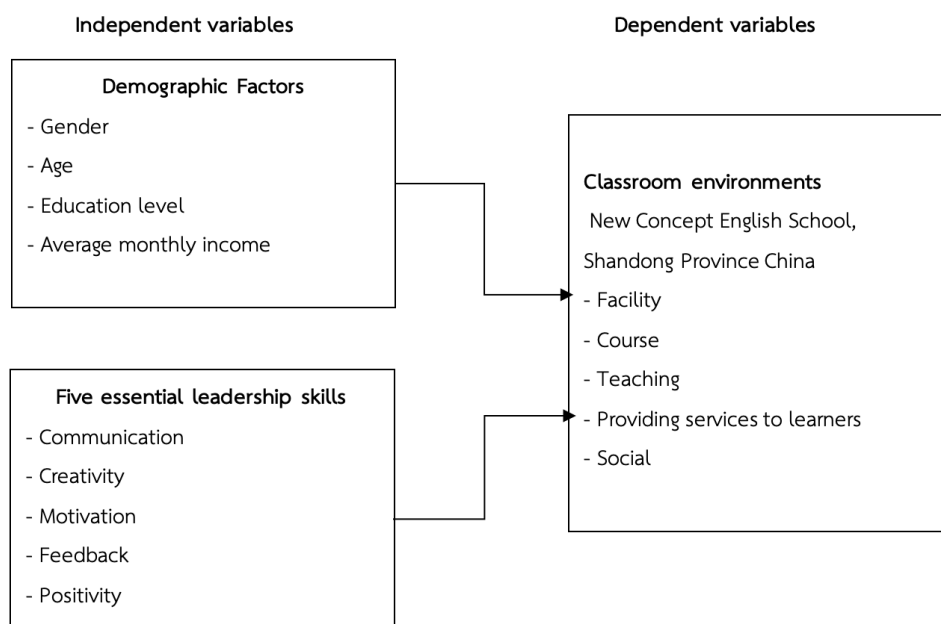 Independent variables
Demographic Factors
- Gender
- Age
- Education level
- Average monthly income
Five essential leadership skills
- Communication
- Creativity
- Motivation
- Feedback
- Positivity
Dependent variables
Classroom environments
New Concept English School,
Shandong Province China
- Facility
- Course
- Teaching
- Providing services to learners
- Social